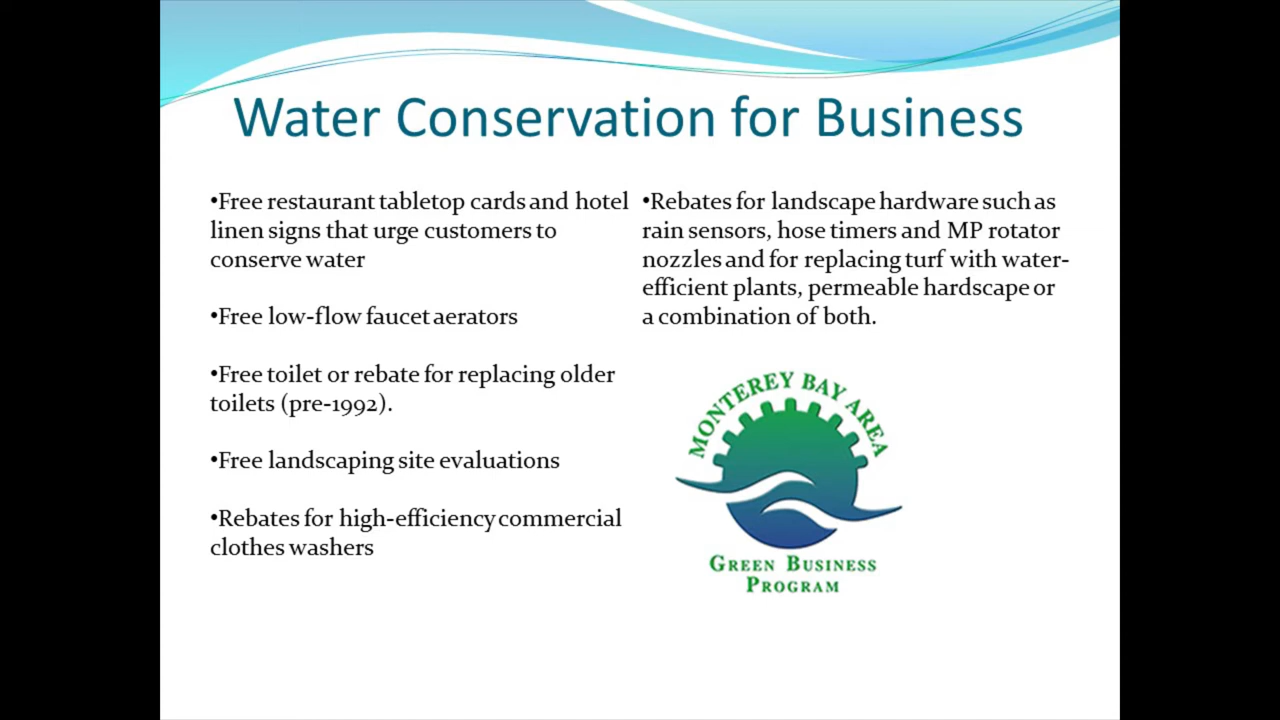 Water Conservation for Business
•Free restaurant tabletop cards and hotel
linen signs that urge customers to
conserve water
•Free low-flow faucet aerators
•Free toilet or rebate for replacing older
toilets (pre-1992).
•Free landscaping site evaluations
•Rebates for high-efficiency commercial
clothes washers
•Rebates for landscape hardware such as
rain sensors, hose timers and MP rotator
nozzles and for replacing turf with water-
efficient plants, permeable hardscape or
a combination of both.
MONTEREY BAY AREA
GREEN BUSINESS
PROGRAM